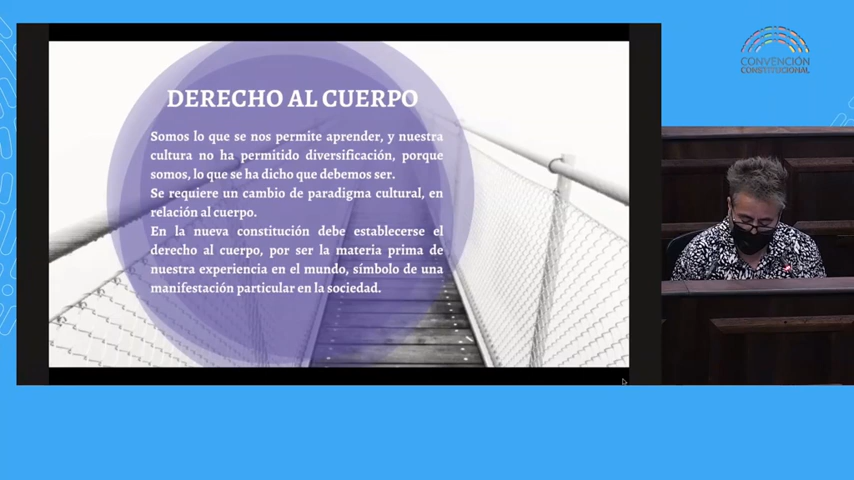 DERECHO AL CUERPO
Somos lo que se nos permite aprender, y nuestra
cultura no ha permitido diversificación, porque
somos, lo que se ha dicho que debemos ser.
Se requiere un cambio de paradigma cultural, en
relación al cuerpo.
En la nueva constitución debe establecerse el
derecho al cuerpo, por ser la materia prima de
nuestra experiencia en el mundo, símbolo de una
manifestación particular en la sociedad.
CONVENCIÓN
CONSTITUCIONAL